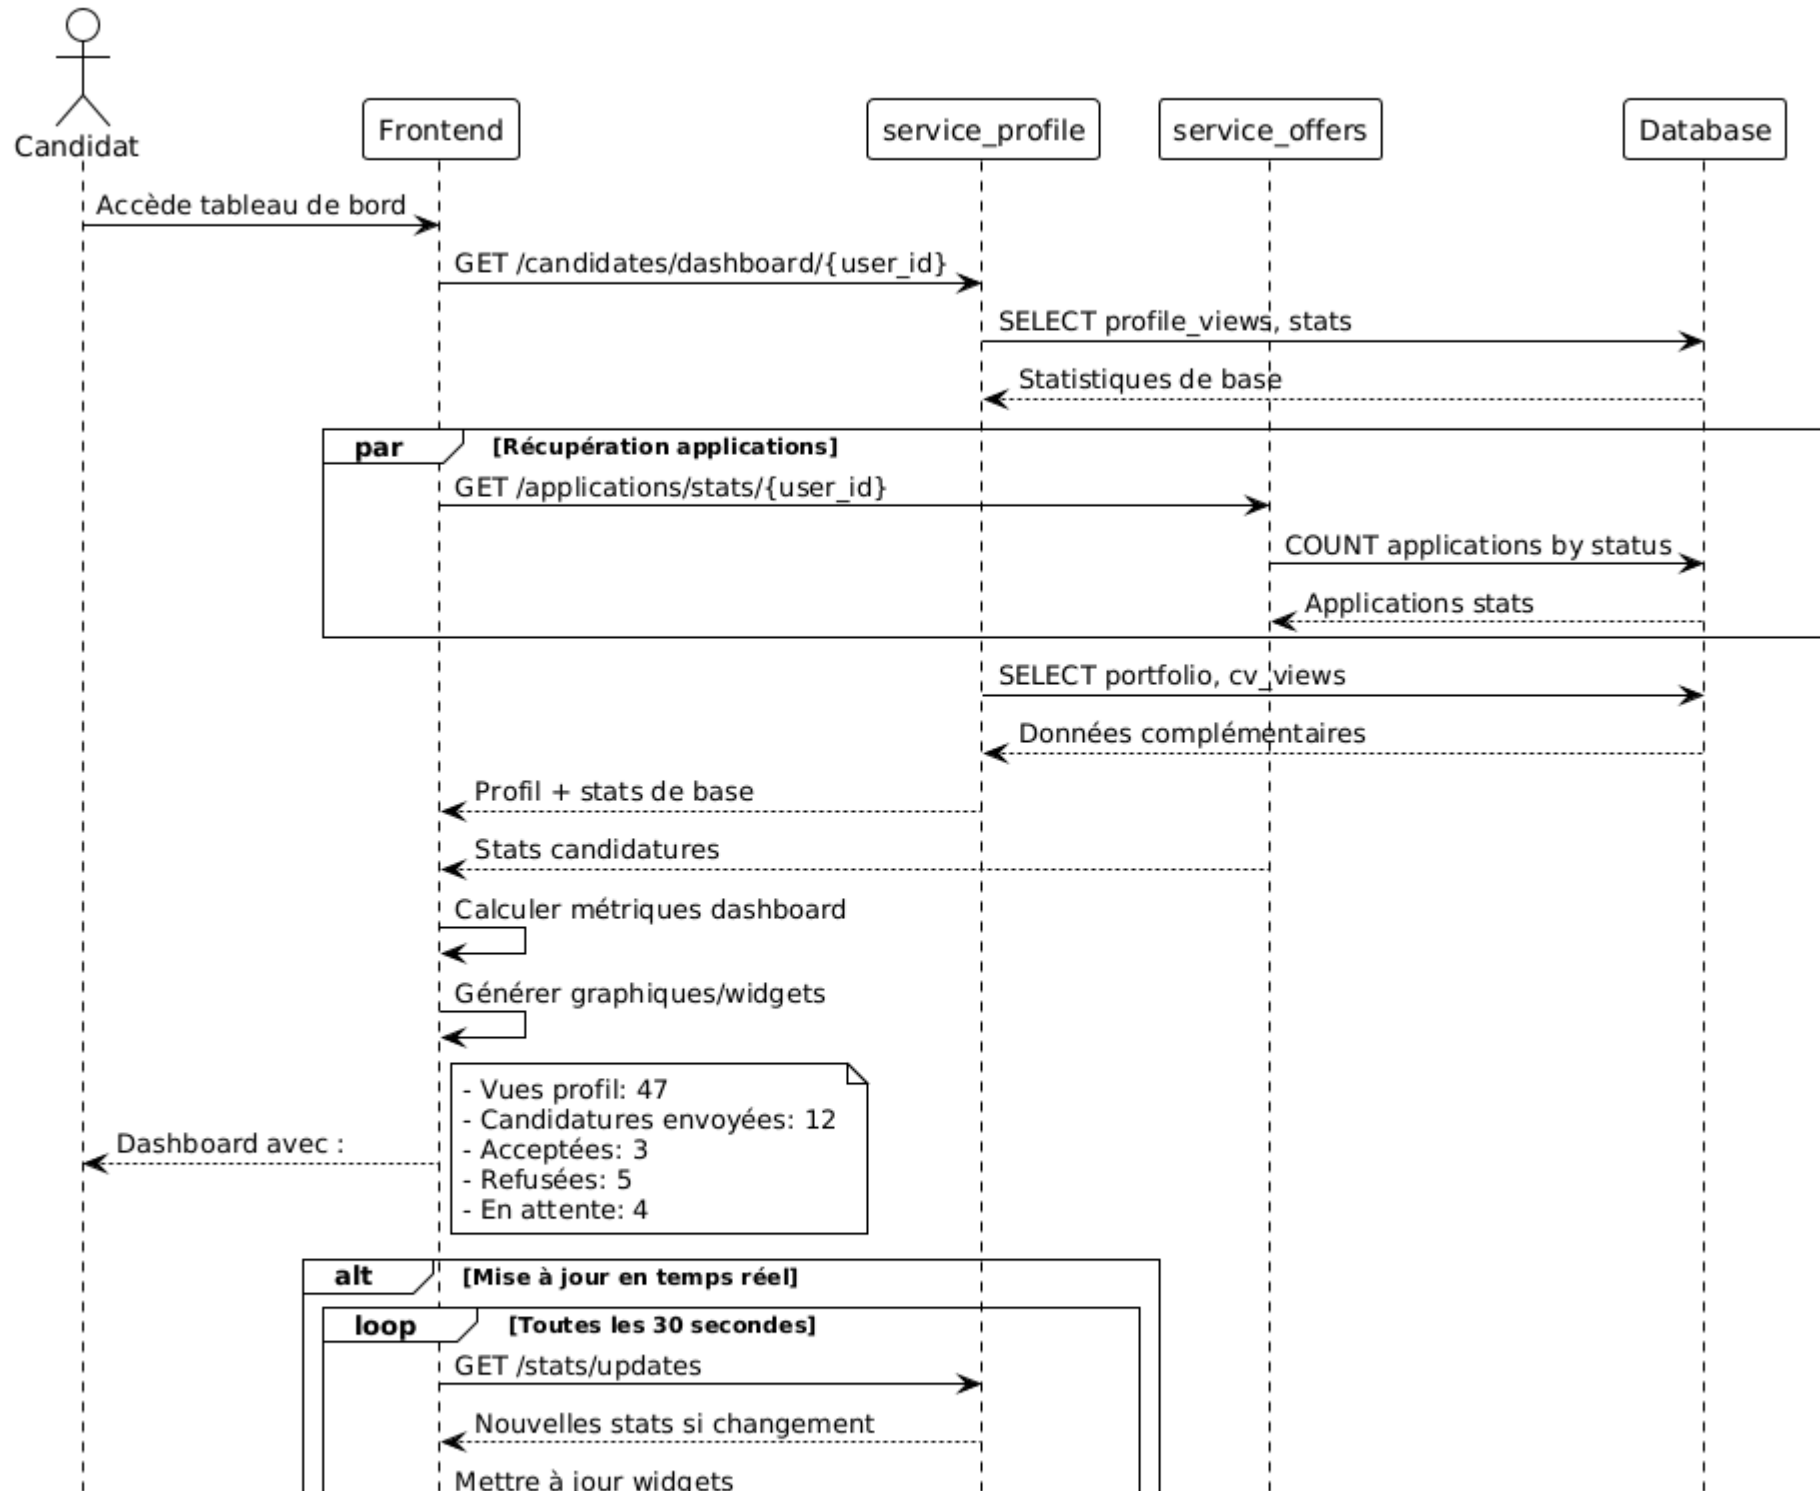 Candidat
Frontend
service_profile
service_offers
Database
Accède tableau de bord
GET /candidates/dashboard/{user_id}
SELECT profile_views, stats
Statistiques de base
par
[Récupération applications]
GET /applications/stats/{user_id}
COUNT applications by status
Applications stats
SELECT portfolio, cv_views
Données complémentaires
Profil + stats de base
Stats candidatures
Calculer métriques dashboard
Générer graphiques/widgets
- Vues profil: 47
- Candidatures envoyées: 12
- Acceptées: 3
- Refusées: 5
- En attente: 4
Dashboard avec :
alt
[Mise à jour en temps réel]
loop
[Toutes les 30 secondes]
GET /stats/updates
Nouvelles stats si changement
Mettre à jour widgets